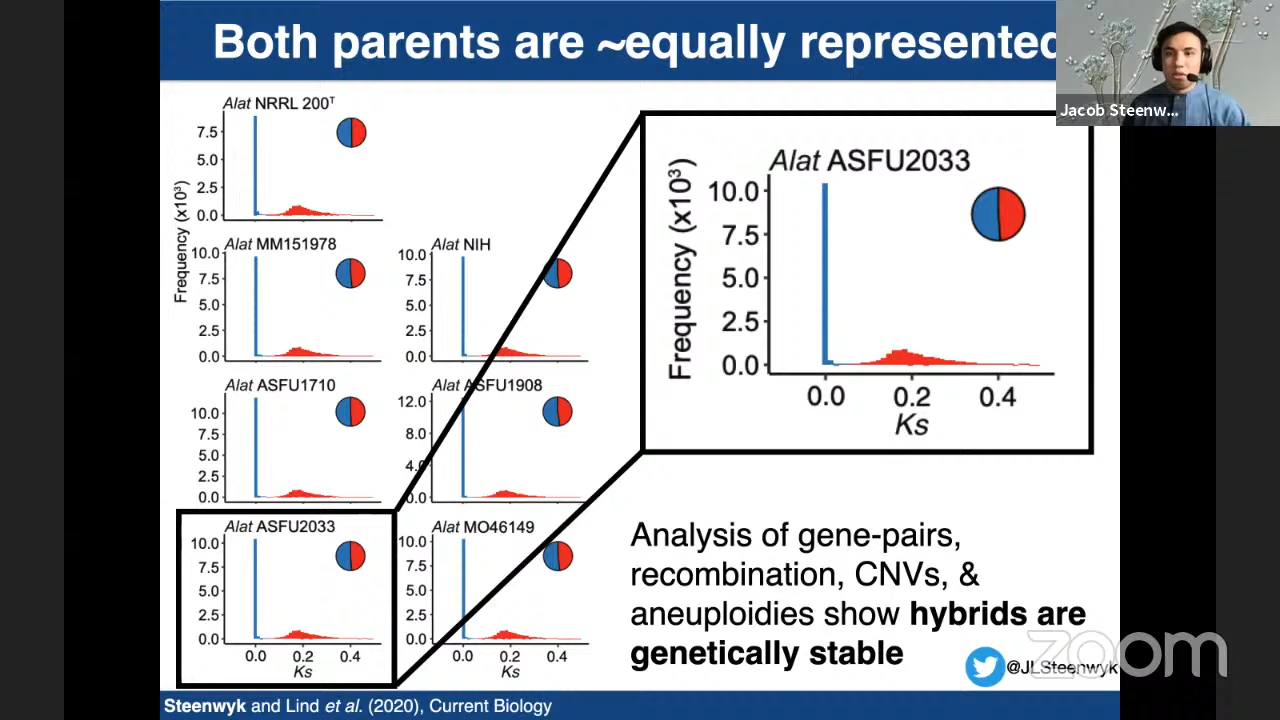 Both parents are ~equally represented
Jacob Steenw...
Alat NRRL 200ᵀ
7.5
5.0
2.5
0.0
Frequency (x10³)
Alat MM151978
10.0
7.5
5.0
2.5
0.0
Alat NIH
10.0
7.5
5.0
2.5
0.0
Alat ASFU1710
10.0
7.5
5.0
2.5
0.0
Alat ASFU1908
12.0
8.0
4.0
0.0
Alat ASFU2033
10.0
7.5
5.0
2.5
0.0
0.0 0.2 0.4
Ks
Alat MO46149
10.0
7.5
5.0
2.5
0.0
0.0 0.2 0.4
Ks
Alat ASFU2033
Frequency (x10³)
10.0
7.5
5.0
2.5
0.0
0.0 0.2 0.4
Ks
Analysis of gene-pairs,
recombination, CNVs, &
aneuploidies show hybrids are
genetically stable
@JLSteenwyk
zoom
Steenwyk and Lind et al. (2020), Current Biology